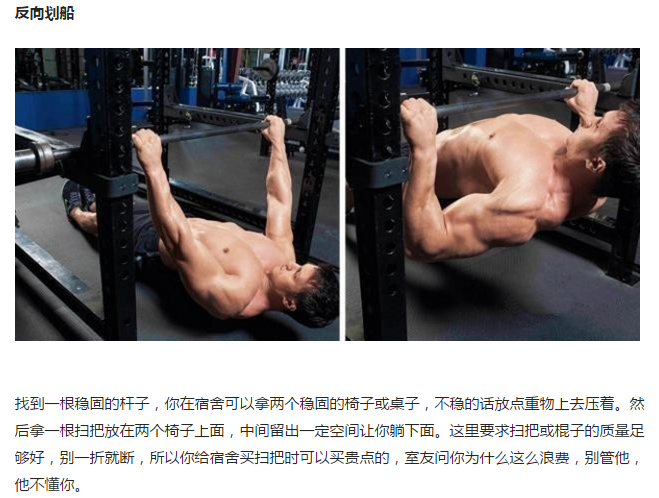 反向划船
找到一根稳固的杆子，你在宿舍可以拿两个稳固的椅子或桌子，不稳的话放点重物上去压着。然
后拿一根扫把放在两个椅子上面，中间留出一定空间让你躺下面。这里要求扫把或棍子的质量足
够好，别一折就断，所以你给宿舍买扫把时可以买贵点的，室友问你为什么这么浪费，别管他，
他不懂你。